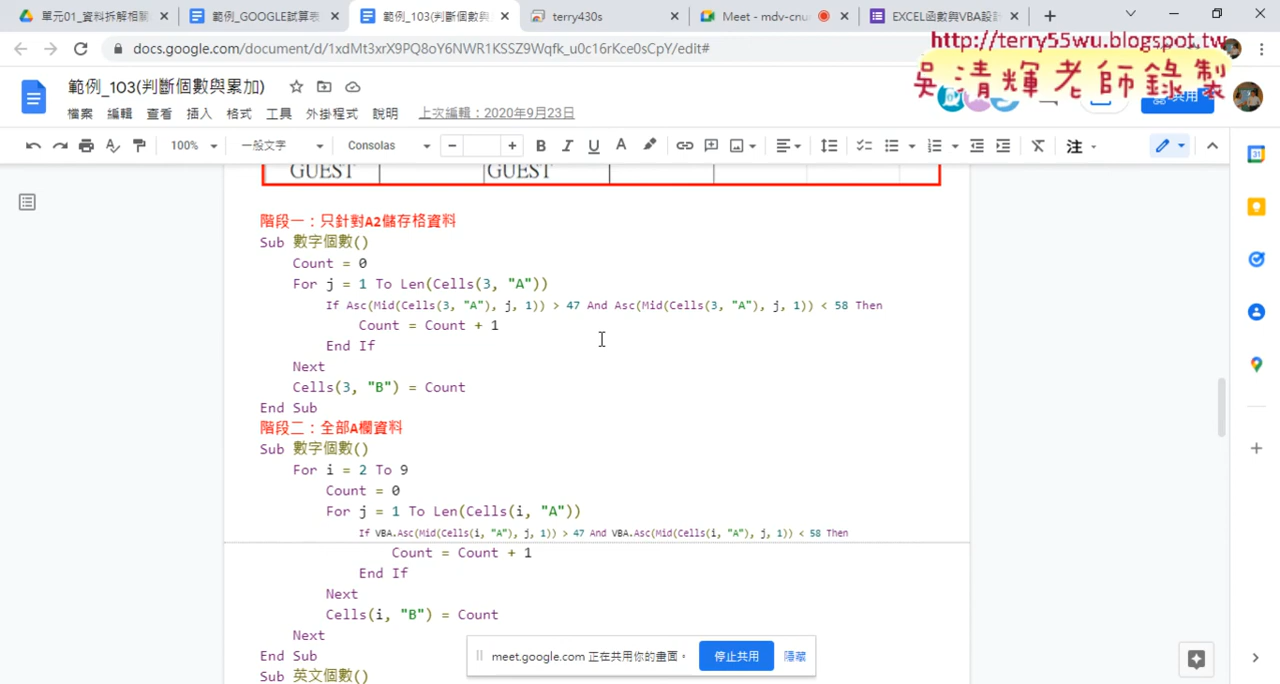 單元01_資料拆解相關
範例_GOOGLE試算表
範例_103(判斷個數與
terry430s
Meet - mdv-cnu
EXCEL函數與VBA設計
docs.google.com/document/d/1xdMt3xrX9PQ8oY6NWR1KSSZ9Wqfk_u0c16rKce0sCpY/edit#
http://terry55wu.blogspot.tw
吳清輝老師錄製
範例_103(判斷個數與累加)
檔案 編輯 查看 插入 格式 工具 外掛程式 說明 上次編輯：2020年9月23日
共用
100% 一般文字 Consolas B I U A 注
GUEST GUEST
階段一：只針對A2儲存格資料
Sub 數字個數()
Count = 0
For j = 1 To Len(Cells(3, "A"))
If Asc(Mid(Cells(3, "A"), j, 1)) > 47 And Asc(Mid(Cells(3, "A"), j, 1)) < 58 Then
Count = Count + 1
End If
Next
Cells(3, "B") = Count
End Sub
階段二：全部A欄資料
Sub 數字個數()
For i = 2 To 9
Count = 0
For j = 1 To Len(Cells(i, "A"))
If VBA.Asc(Mid(Cells(i, "A"), j, 1)) > 47 And VBA.Asc(Mid(Cells(i, "A"), j, 1)) < 58 Then
Count = Count + 1
End If
Next
Cells(i, "B") = Count
Next
End Sub
Sub 英文個數()
meet.google.com 正在共用你的畫面。 停止共用 隱藏